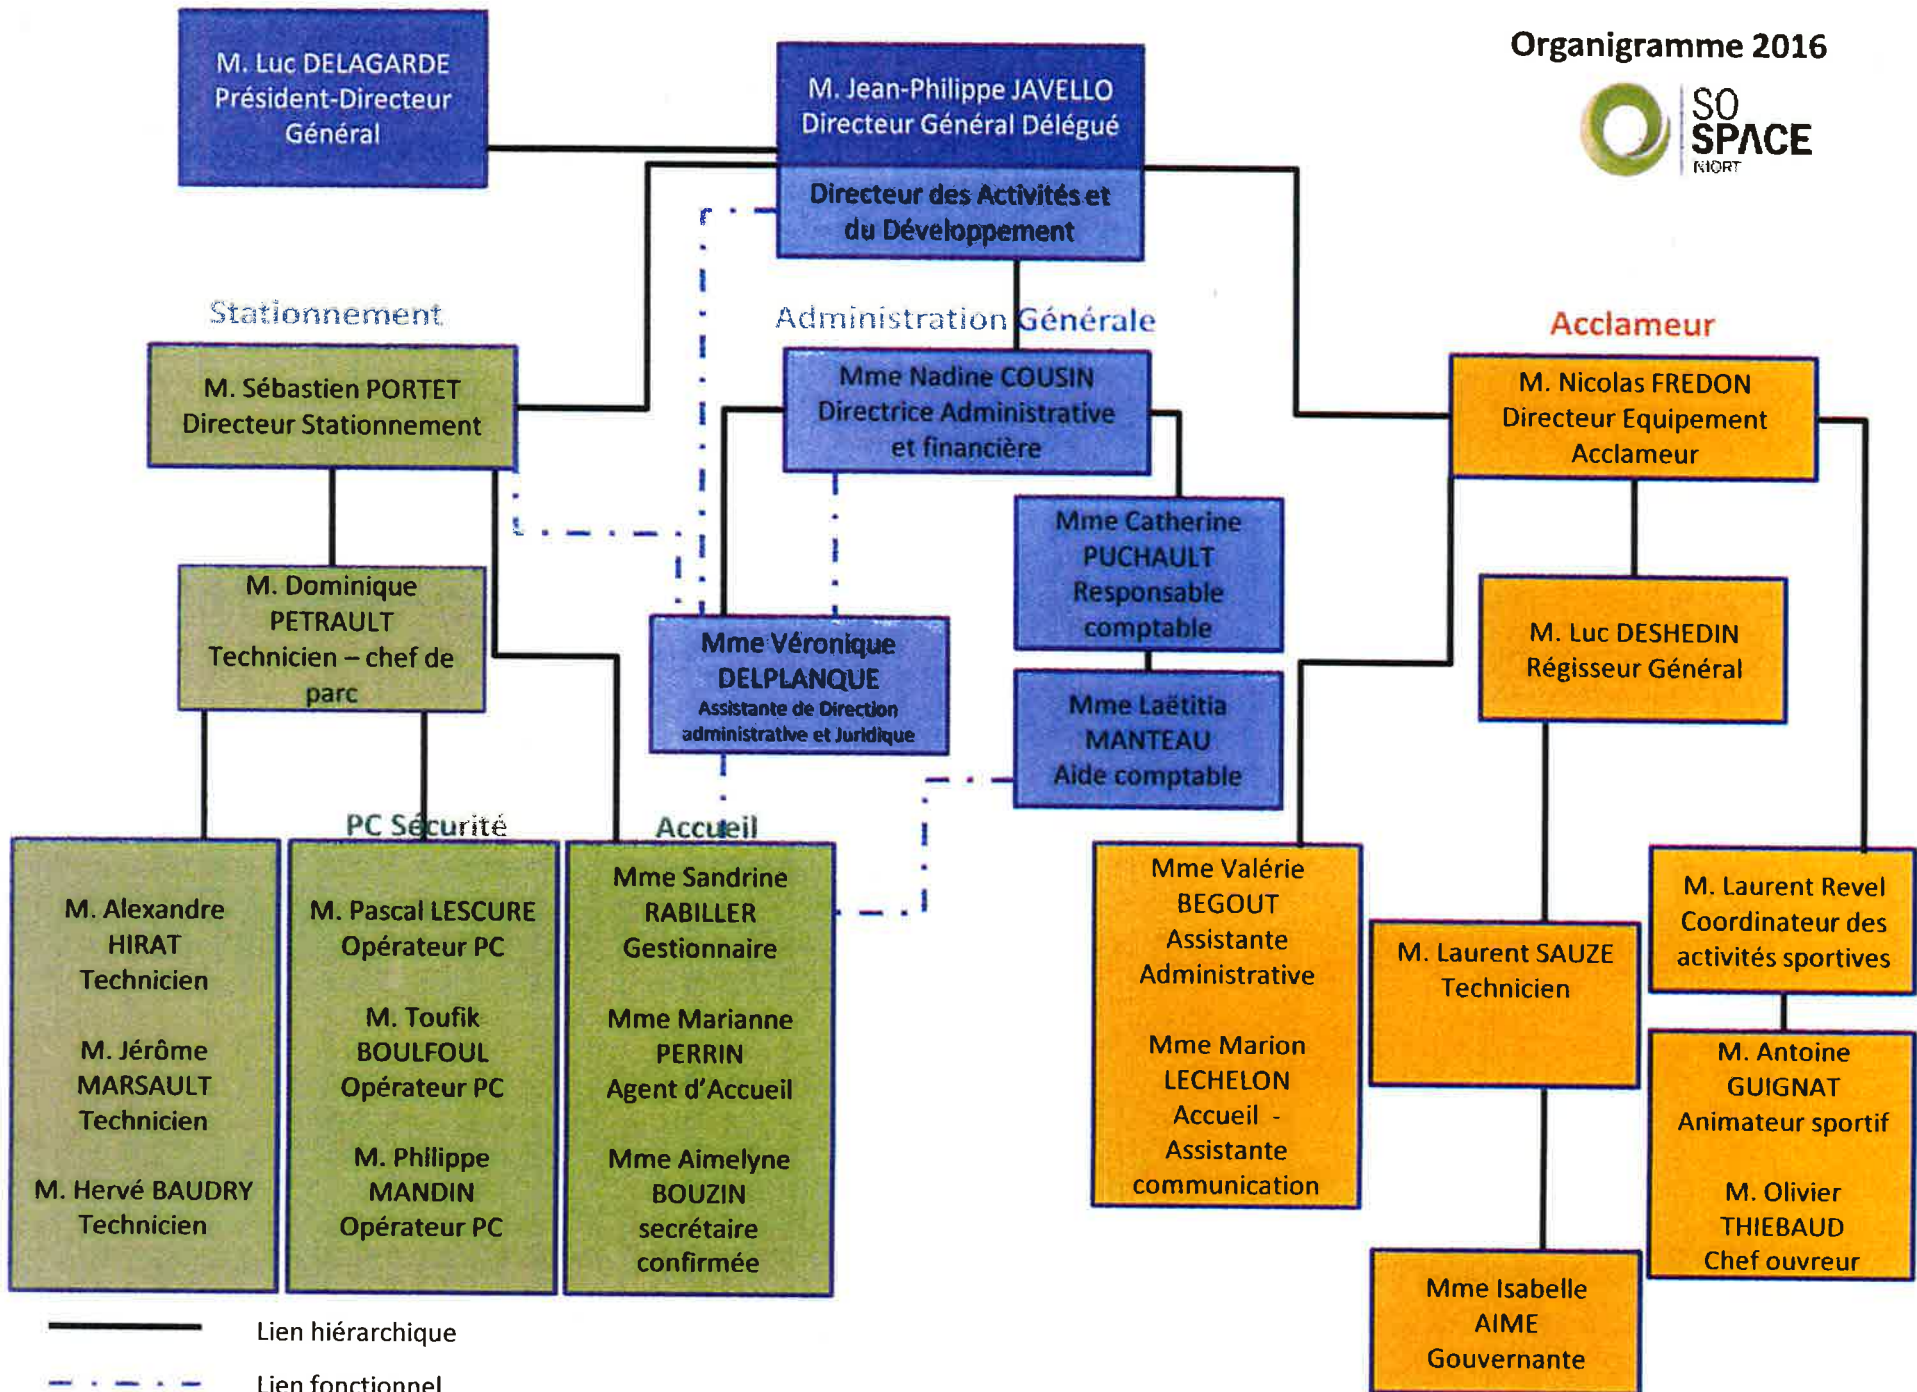 Organigramme 2016
SO
SPACE
NIORT
M. Luc DELAGARDE
Président-Directeur
Général
M. Jean-Philippe JAVELLO
Directeur Général Délégué
Directeur des Activités et
du Développement
Stationnement
Administration Générale
Acclameur
M. Sébastien PORTET
Directeur Stationnement
Mme Nadine COUSIN
Directrice Administrative
et financière
M. Nicolas FREDON
Directeur Equipement
Acclameur
Mme Catherine
PUCHAULT
Responsable
comptable
M. Dominique
PETRAULT
Technicien – chef de
parc
Mme Véronique
DELPLANQUE
Assistante de Direction
administrative et Juridique
Mme Laëtitia
MANTEAU
Aide comptable
M. Luc DESHEDIN
Régisseur Général
PC Sécurité
Accueil
M. Alexandre
HIRAT
Technicien
M. Jérôme
MARSAULT
Technicien
M. Hervé BAUDRY
Technicien
M. Pascal LESCURE
Opérateur PC
M. Toufik
BOULFOUL
Opérateur PC
M. Philippe
MANDIN
Opérateur PC
Mme Sandrine
RABILLER
Gestionnaire
Mme Marianne
PERRIN
Agent d'Accueil
Mme Aimelyne
BOUZIN
secrétaire
confirmée
Mme Valérie
BEGOUT
Assistante
Administrative
Mme Marion
LECHELON
Accueil -
Assistante
communication
M. Laurent SAUZE
Technicien
M. Laurent Revel
Coordinateur des
activités sportives
M. Antoine
GUIGNAT
Animateur sportif
M. Olivier
THIEBAUD
Chef ouvreur
Mme Isabelle
AIME
Gouvernante
Lien hiérarchique
Lien fonctionnel